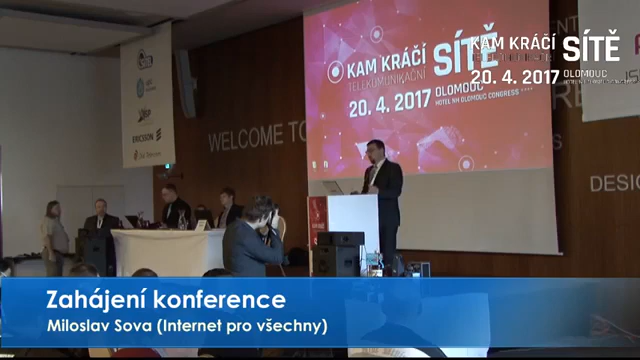 KAM KRÁČÍ SÍTĚ
TELEKOMUNIKAČNÍ
20. 4. 2017 OLOMOUC
HOTEL NH OLOMOUC CONGRESS ****
KAM KRÁČÍ SÍTĚ
20. 4. 2017 OLOMOUC
WELCOME TO
DESIG
ERICSSON
Zahájení konference
Miloslav Sova (Internet pro všechny)